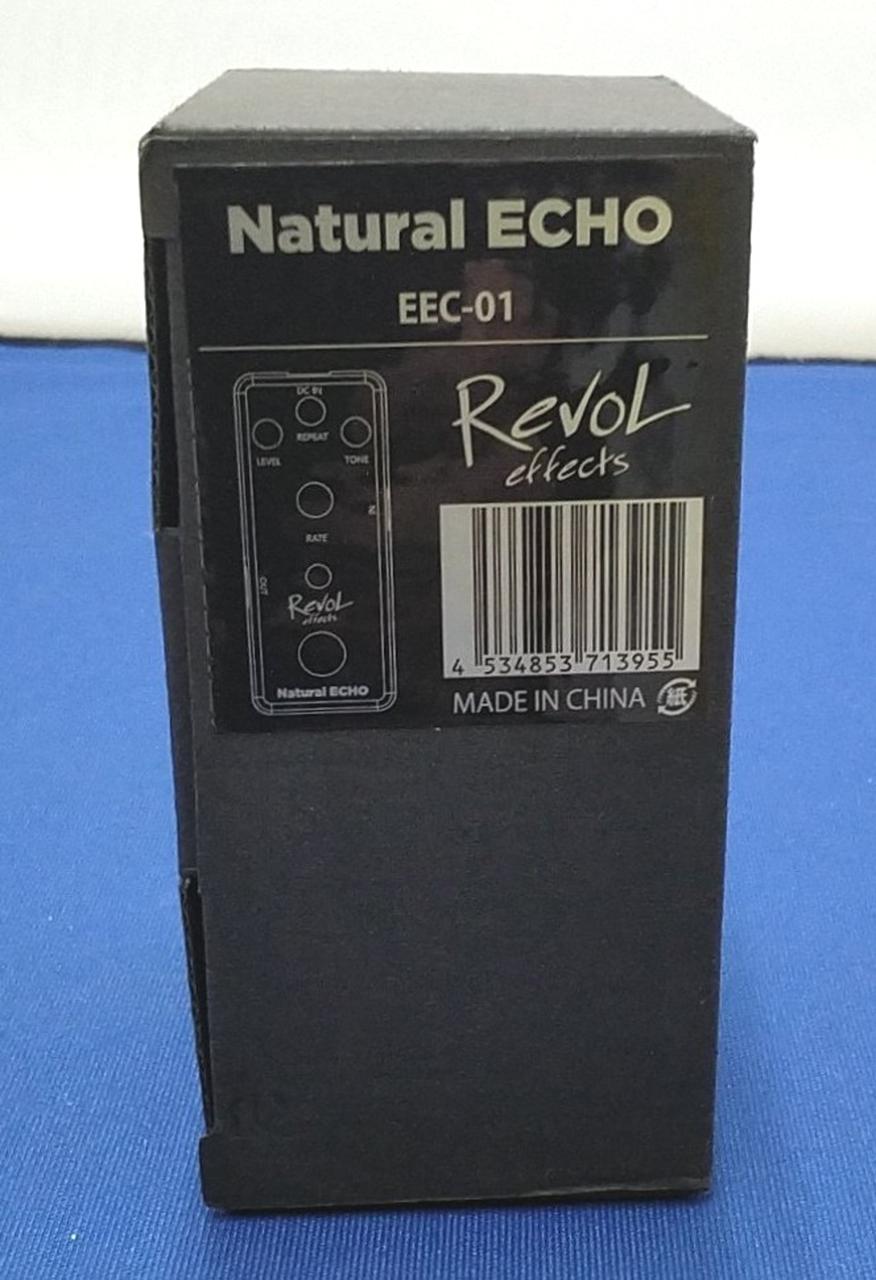 Natural ECHO
EEC-01
DC IN
REPEAT
LEVEL
TONE
IN
RATE
OUT
Revol
effects
Natural ECHO
Revol
effects
4 534853 713955
MADE IN CHINA 紙